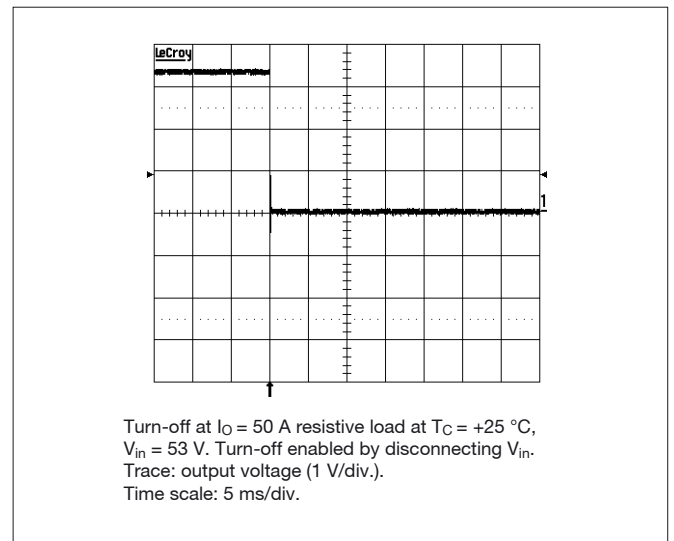 LeCroy
1
Turn-off at IO = 50 A resistive load at TC = +25 °C,
Vin = 53 V. Turn-off enabled by disconnecting Vin.
Trace: output voltage (1 V/div.).
Time scale: 5 ms/div.